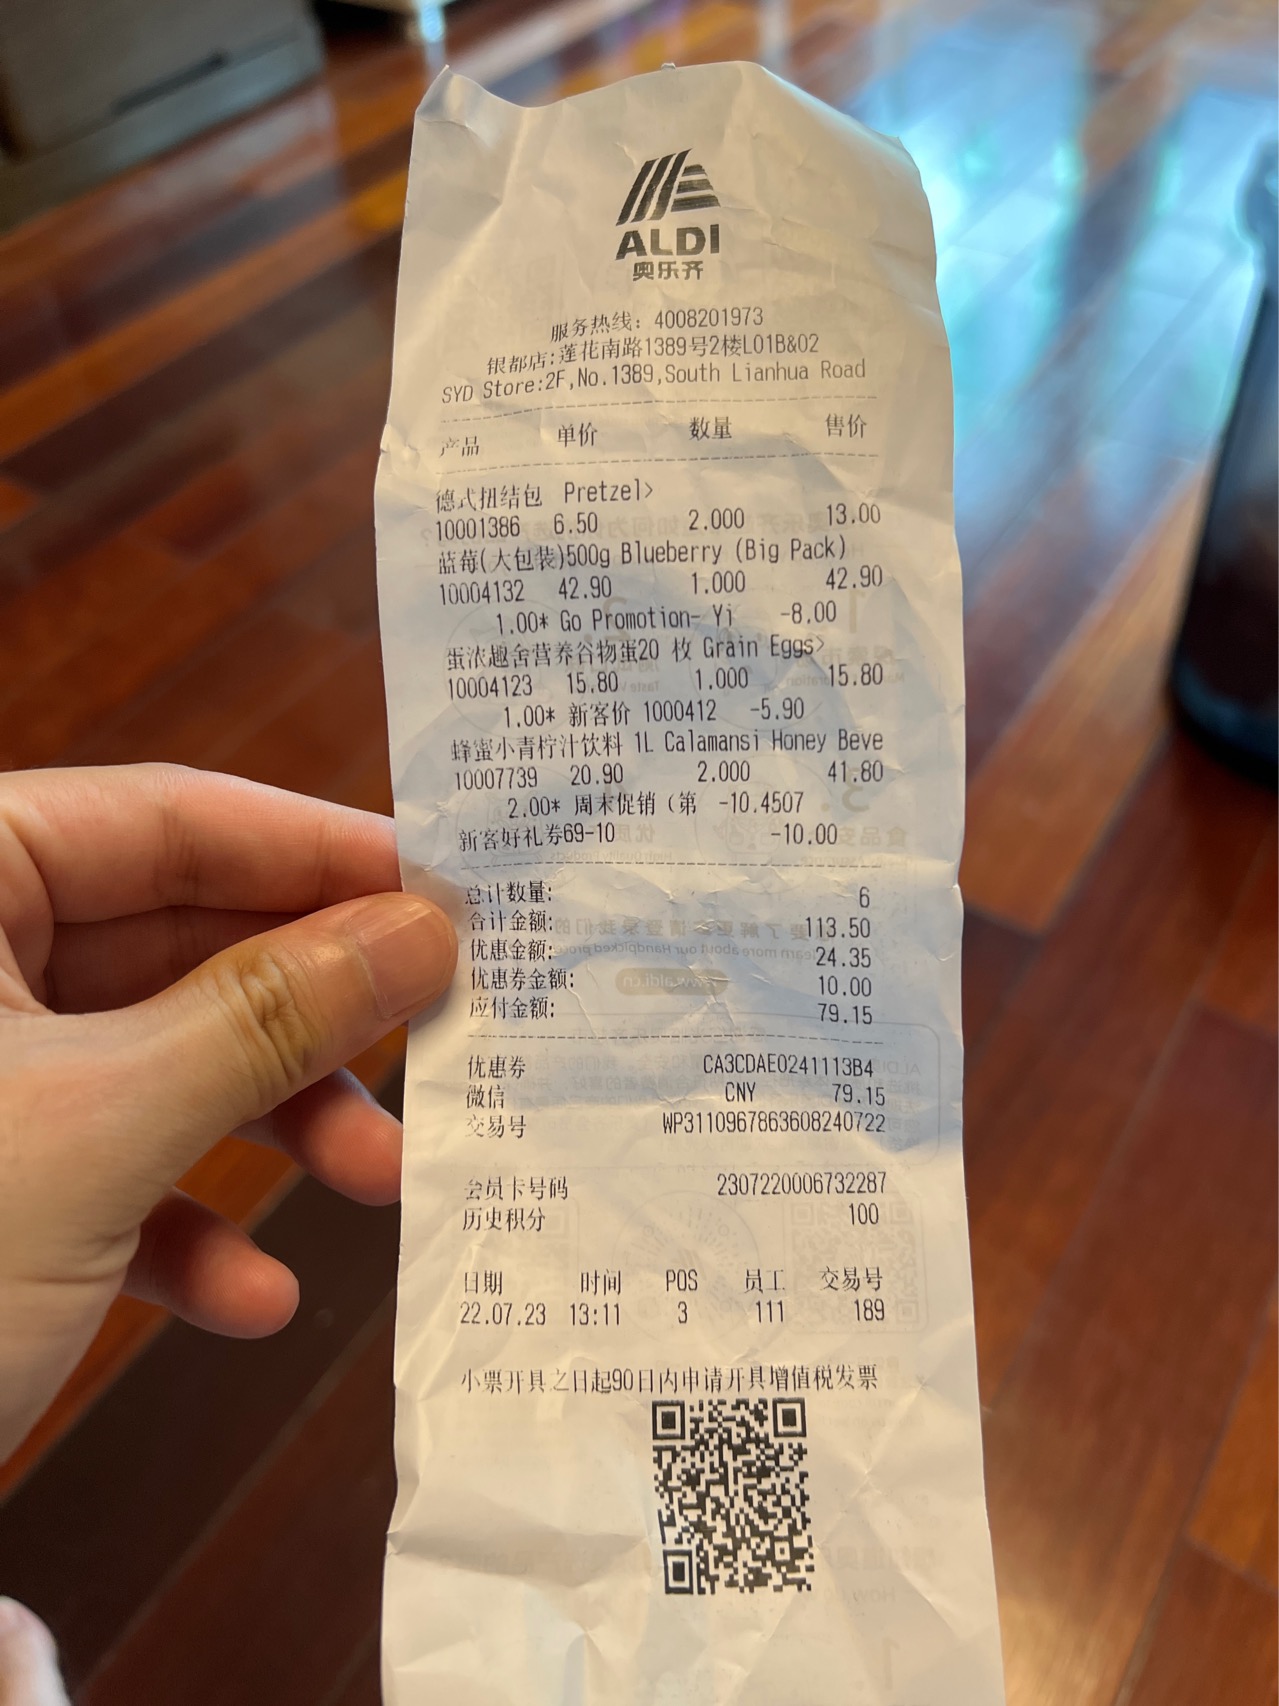 ALDI
奥乐齐
服务热线: 4008201973
银都店:莲花南路1389号2楼L01B&02
SYD Store:2F,No.1389,South Lianhua Road
产品 单价 数量 售价
德式扭结包 Pretzel>
10001386 6.50 2.000 13.00
蓝莓(大包装)500g Blueberry (Big Pack)
10004132 42.90 1.000 42.90
1.00* Go Promotion- Yi -8.00
蛋浓趣舍营养谷物蛋20 枚 Grain Eggs>
10004123 15.80 1.000 15.80
1.00* 新客价 1000412 -5.90
蜂蜜小青柠汁饮料 1L Calamansi Honey Beve
10007739 20.90 2.000 41.80
2.00* 周末促销 (第 -10.4507
新客好礼券69-10 -10.00
总计数量: 6
合计金额: 113.50
优惠金额: 24.35
优惠券金额: 10.00
应付金额: 79.15
优惠券 CA3CDAE0241113B4
微信 CNY 79.15
交易号 WP31109678636082​40722
会员卡号码 2307220006732287
历史积分 100
日期 时间 POS 员工 交易号
22.07.23 13:11 3 111 189
小票开具之日起90日内申请开具增值税发票